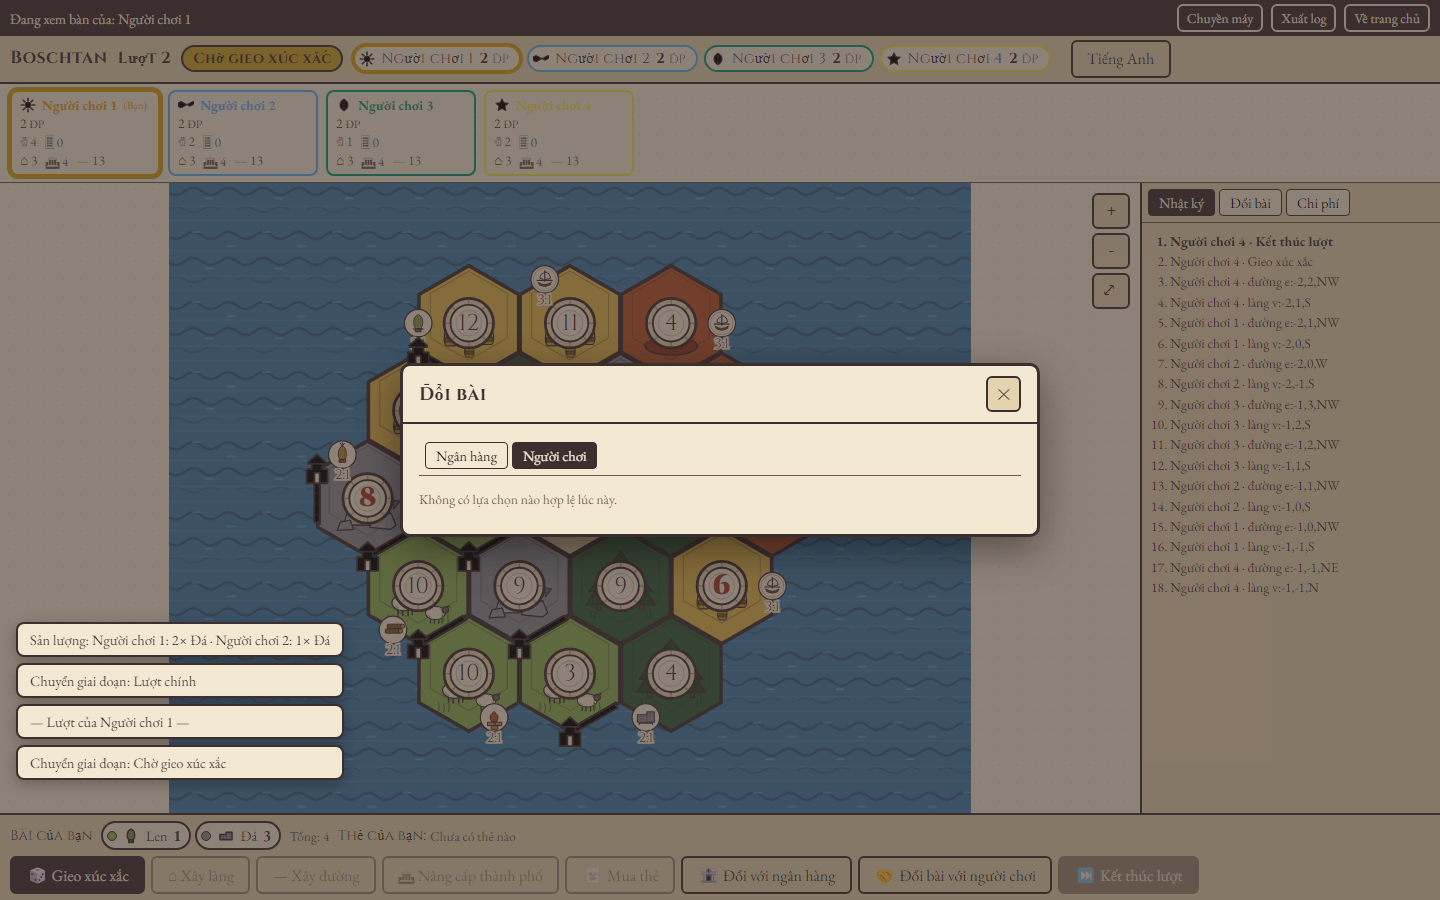 Đang xem bàn của: Người chơi 1
Chuyền máy
Xuất log
Về trang chủ
Boschtan
Lượt 2
Chờ gieo xúc xắc
Người chơi 1 2 ĐP
Người chơi 2 2 ĐP
Người chơi 3 2 ĐP
Người chơi 4 2 ĐP
Tiếng Anh
Người chơi 1 (Bạn)
2 ĐP
4 0
3 4 — 13
Người chơi 2
2 ĐP
2 0
3 4 — 13
Người chơi 3
2 ĐP
1 0
3 4 — 13
Người chơi 4
2 ĐP
2 0
3 4 — 13
+
-
Nhật ký
Đổi bài
Chi phí
1. Người chơi 4 · Kết thúc lượt
2. Người chơi 4 · Gieo xúc xắc
3. Người chơi 4 · đường e:-2,2,NW
4. Người chơi 4 · làng v:-2,1,S
5. Người chơi 1 · đường e:-2,1,NW
6. Người chơi 1 · làng v:-2,0,S
7. Người chơi 2 · đường e:-2,0,W
8. Người chơi 2 · làng v:-2,-1,S
9. Người chơi 3 · đường e:-1,3,NW
10. Người chơi 3 · làng v:-1,2,S
11. Người chơi 3 · đường e:-1,2,NW
12. Người chơi 3 · làng v:-1,1,S
13. Người chơi 2 · đường e:-1,1,NW
14. Người chơi 2 · làng v:-1,0,S
15. Người chơi 1 · đường e:-1,0,NW
16. Người chơi 1 · làng v:-1,-1,S
17. Người chơi 4 · đường e:-1,-1,NE
18. Người chơi 4 · làng v:-1,-1,N
3:1
12
11
4
3:1
Đổi bài
Ngân hàng
Người chơi
Không có lựa chọn nào hợp lệ lúc này.
2:1
8
10
9
9
6
3:1
2:1
10
3
4
2:1
2:1
Sản lượng: Người chơi 1: 2× Đá · Người chơi 2: 1× Đá
Chuyển giai đoạn: Lượt chính
— Lượt của Người chơi 1 —
Chuyển giai đoạn: Chờ gieo xúc xắc
Bài của bạn
Len 1
Đá 3
Tổng: 4
Thẻ của bạn:
Chưa có thẻ nào
Gieo xúc xắc
Xây làng
— Xây đường
Nâng cấp thành phố
Mua thẻ
Đổi với ngân hàng
Đổi bài với người chơi
Kết thúc lượt